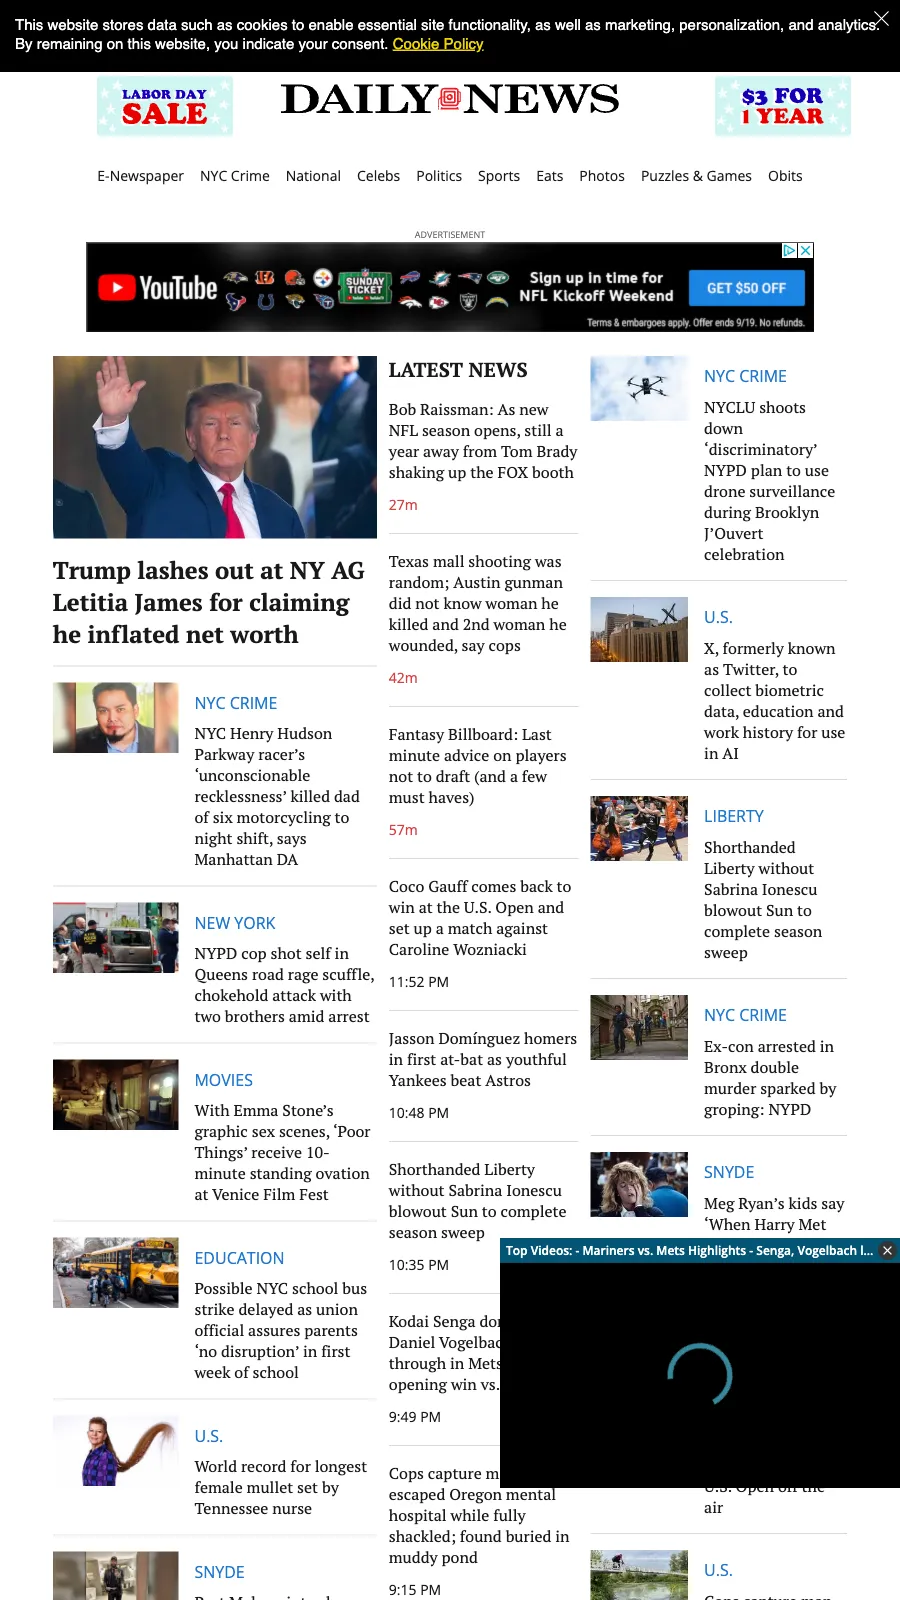 This website stores data such as cookies to enable essential site functionality, as well as marketing, personalization, and analytics.
By remaining on this website, you indicate your consent. Cookie Policy
LABOR DAY
SALE
DAILY NEWS
$3 FOR
1 YEAR
E-Newspaper NYC Crime National Celebs Politics Sports Eats Photos Puzzles & Games Obits
ADVERTISEMENT
YouTube
NFL
SUNDAY
TICKET
Sign up in time for
NFL Kickoff Weekend
GET $50 OFF
Terms & embargoes apply. Offer ends 9/19. No refunds.
Trump lashes out at NY AG
Letitia James for claiming
he inflated net worth
NYC CRIME
NYC Henry Hudson
Parkway racer’s
‘unconscionable
recklessness’ killed dad
of six motorcycling to
night shift, says
Manhattan DA
NEW YORK
NYPD cop shot self in
Queens road rage scuffle,
chokehold attack with
two brothers amid arrest
MOVIES
With Emma Stone’s
graphic sex scenes, ‘Poor
Things’ receive 10-
minute standing ovation
at Venice Film Fest
EDUCATION
Possible NYC school bus
strike delayed as union
official assures parents
‘no disruption’ in first
week of school
U.S.
World record for longest
female mullet set by
Tennessee nurse
SNYDE
LATEST NEWS
Bob Raissman: As new
NFL season opens, still a
year away from Tom Brady
shaking up the FOX booth
27m
Texas mall shooting was
random; Austin gunman
did not know woman he
killed and 2nd woman he
wounded, say cops
42m
Fantasy Billboard: Last
minute advice on players
not to draft (and a few
must haves)
57m
Coco Gauff comes back to
win at the U.S. Open and
set up a match against
Caroline Wozniacki
11:52 PM
Jasson Domínguez homers
in first at-bat as youthful
Yankees beat Astros
10:48 PM
Shorthanded Liberty
without Sabrina Ionescu
blowout Sun to complete
season sweep
10:35 PM
Kodai Senga
Daniel
through in Mets
opening win vs.
9:49 PM
Cops capture
escaped Oregon mental
hospital while fully
shackled; found buried in
muddy pond
9:15 PM
NYC CRIME
NYCLU shoots
down
‘discriminatory’
NYPD plan to use
drone surveillance
during Brooklyn
J’Ouvert
celebration
U.S.
X, formerly known
as Twitter, to
collect biometric
data, education and
work history for use
in AI
LIBERTY
Shorthanded
Liberty without
Sabrina Ionescu
blowout Sun to
complete season
sweep
NYC CRIME
Ex-con arrested in
Bronx double
murder sparked by
groping: NYPD
SNYDE
Meg Ryan’s kids say
‘When Harry Met
Top Videos: - Mariners vs. Mets Highlights - Senga, Vogelbach l...
U.S. Open off the
air
U.S.